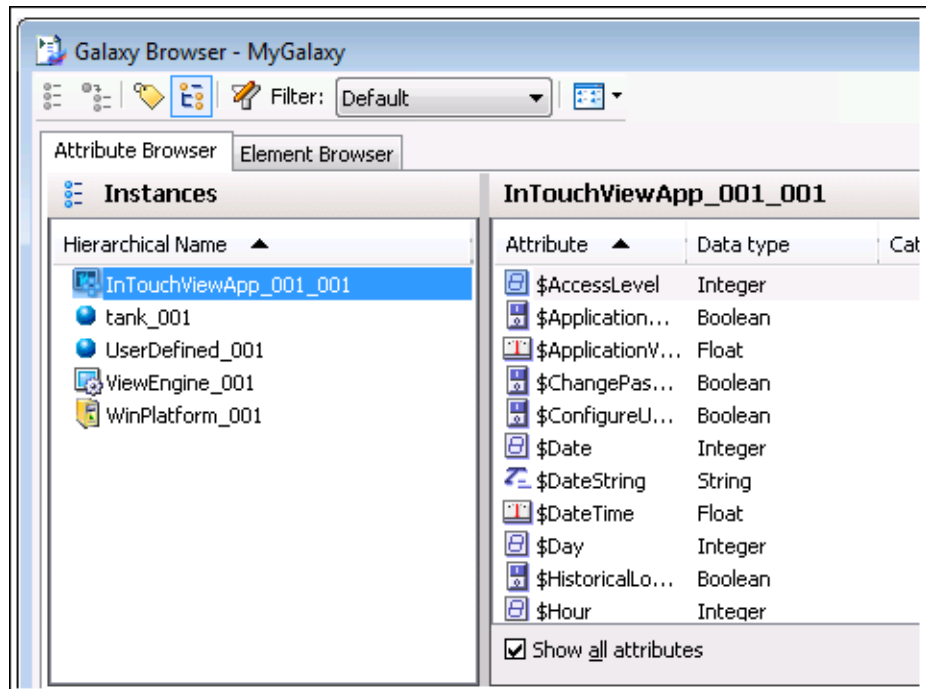 Galaxy Browser - MyGalaxy
Filter: Default
Attribute Browser Element Browser
Instances
Hierarchical Name
InTouchViewApp_001_001
tank_001
UserDefined_001
ViewEngine_001
WinPlatform_001
InTouchViewApp_001_001
Attribute Data type Cat
$AccessLevel Integer
$Application... Boolean
$ApplicationV... Float
$ChangePas... Boolean
$ConfigureU... Boolean
$Date Integer
$DateString String
$DateTime Float
$Day Integer
$HistoricalLo... Boolean
$Hour Integer
Show all attributes